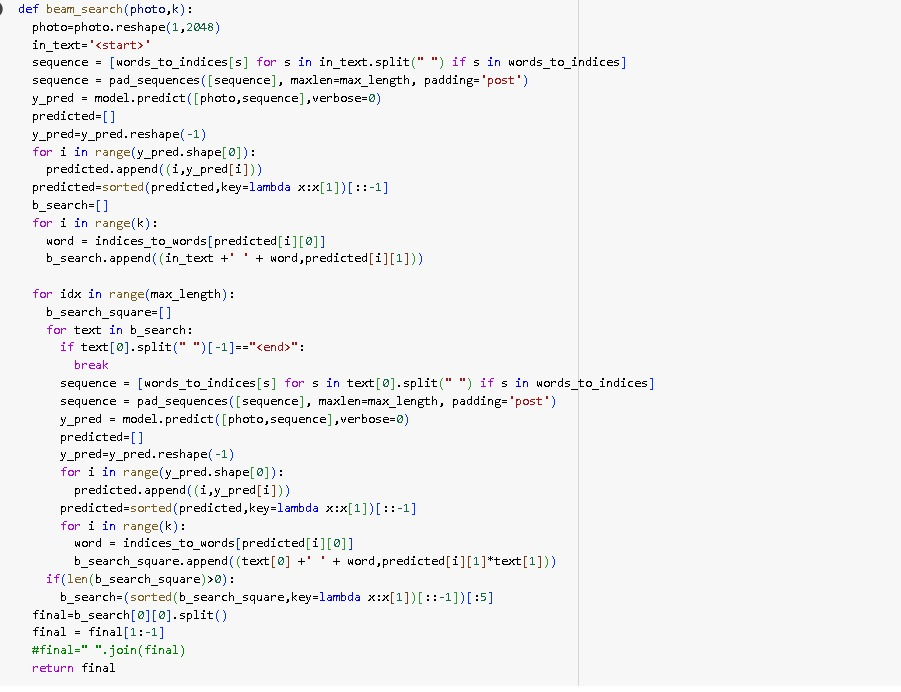 def beam_search(photo,k):
  photo=photo.reshape(1,2048)
  in_text='<start>'
  sequence = [words_to_indices[s] for s in in_text.split(" ") if s in words_to_indices]
  sequence = pad_sequences([sequence], maxlen=max_length, padding='post')
  y_pred = model.predict([photo,sequence],verbose=0)
  predicted=[]
  y_pred=y_pred.reshape(-1)
  for i in range(y_pred.shape[0]):
    predicted.append((i,y_pred[i]))
  predicted=sorted(predicted,key=lambda x:x[1])[::-1]
  b_search=[]
  for i in range(k):
    word = indices_to_words[predicted[i][0]]
    b_search.append((in_text +' ' + word,predicted[i][1]))

  for idx in range(max_length):
    b_search_square=[]
    for text in b_search:
      if text[0].split(" ")[-1]=="<end>":
        break
      sequence = [words_to_indices[s] for s in text[0].split(" ") if s in words_to_indices]
      sequence = pad_sequences([sequence], maxlen=max_length, padding='post')
      y_pred = model.predict([photo,sequence],verbose=0)
      predicted=[]
      y_pred=y_pred.reshape(-1)
      for i in range(y_pred.shape[0]):
        predicted.append((i,y_pred[i]))
      predicted=sorted(predicted,key=lambda x:x[1])[::-1]
      for i in range(k):
        word = indices_to_words[predicted[i][0]]
        b_search_square.append((text[0] +' ' + word,predicted[i][1]*text[1]))
    if(len(b_search_square)>0):
      b_search=(sorted(b_search_square,key=lambda x:x[1])[::-1])[:5]
  final=b_search[0][0].split()
  final = final[1:-1]
  #final=" ".join(final)
  return final